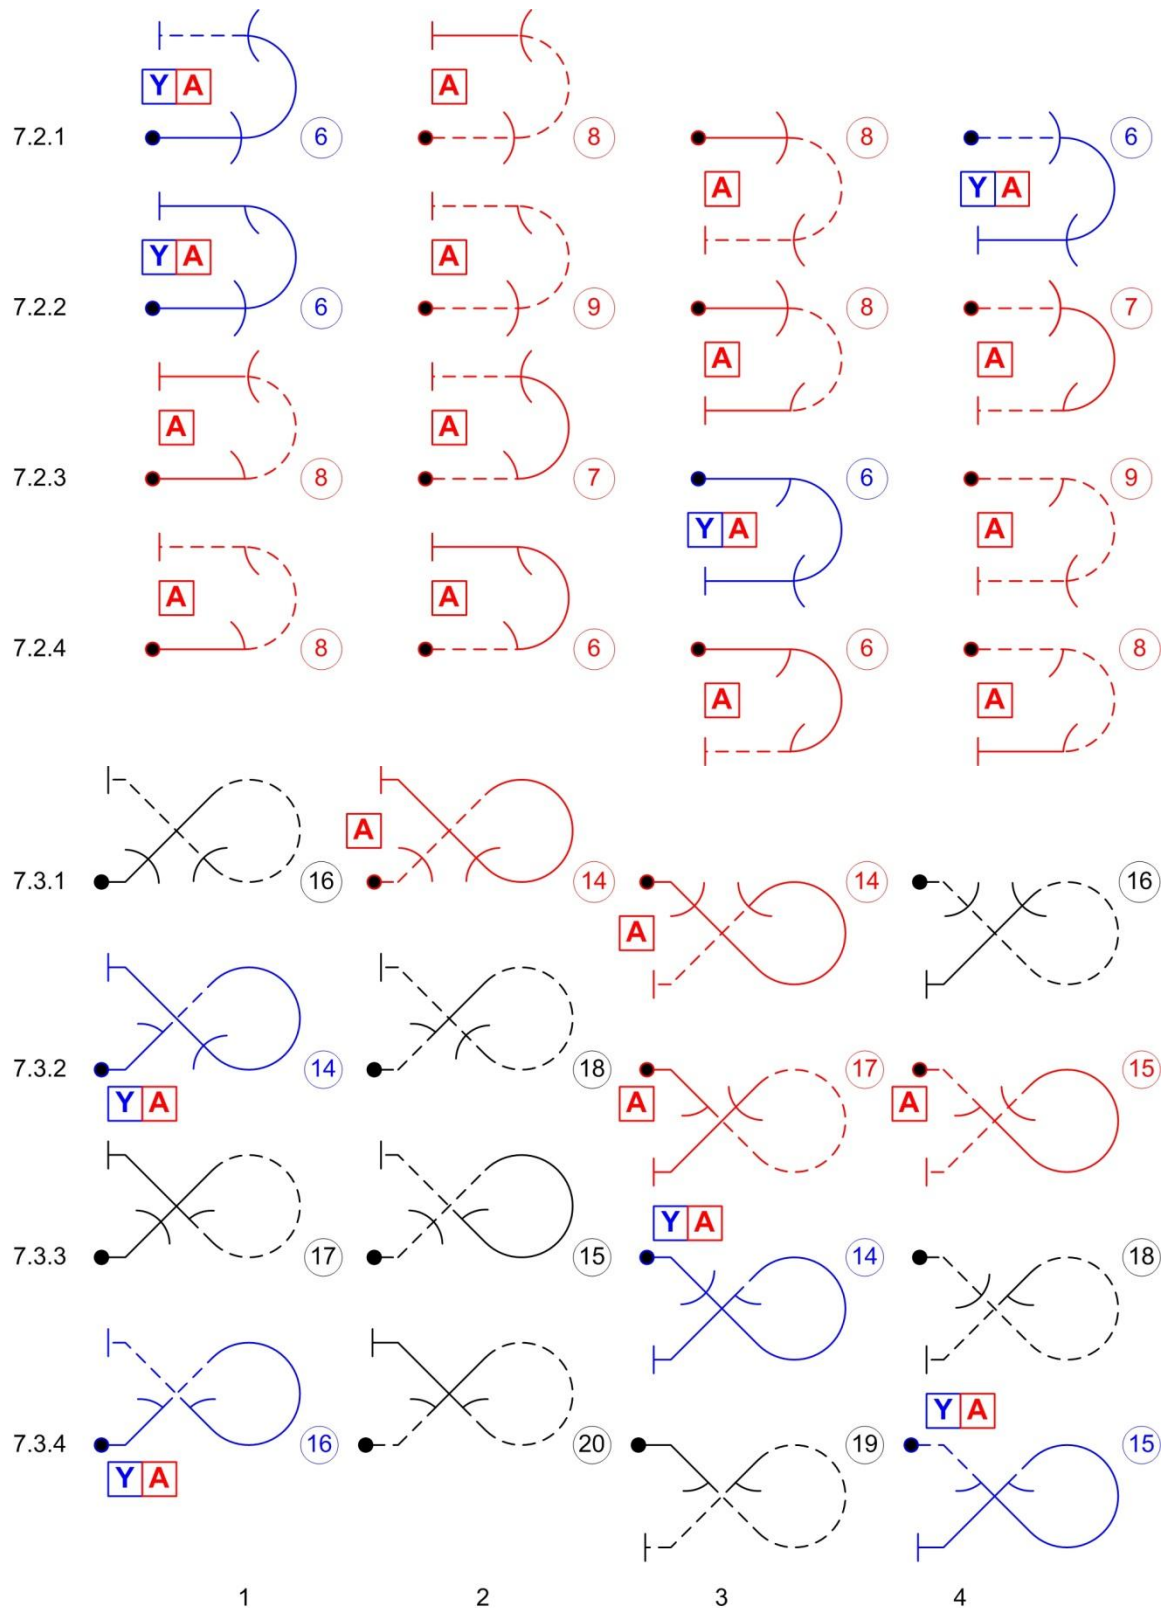 Y A A
7.2.1 6 8 8 6
A Y A
Y A A
7.2.2 6 9 8 7
A A
A A
7.2.3 8 7 6 9
Y A A
A A
7.2.4 8 6 6 8
A A
A
7.3.1 16 14 14 16
A
7.3.2 14 18 17 15
Y A A A
Y A
7.3.3 17 15 14 18
Y A
7.3.4 16 20 19 15
Y A
1 2 3 4